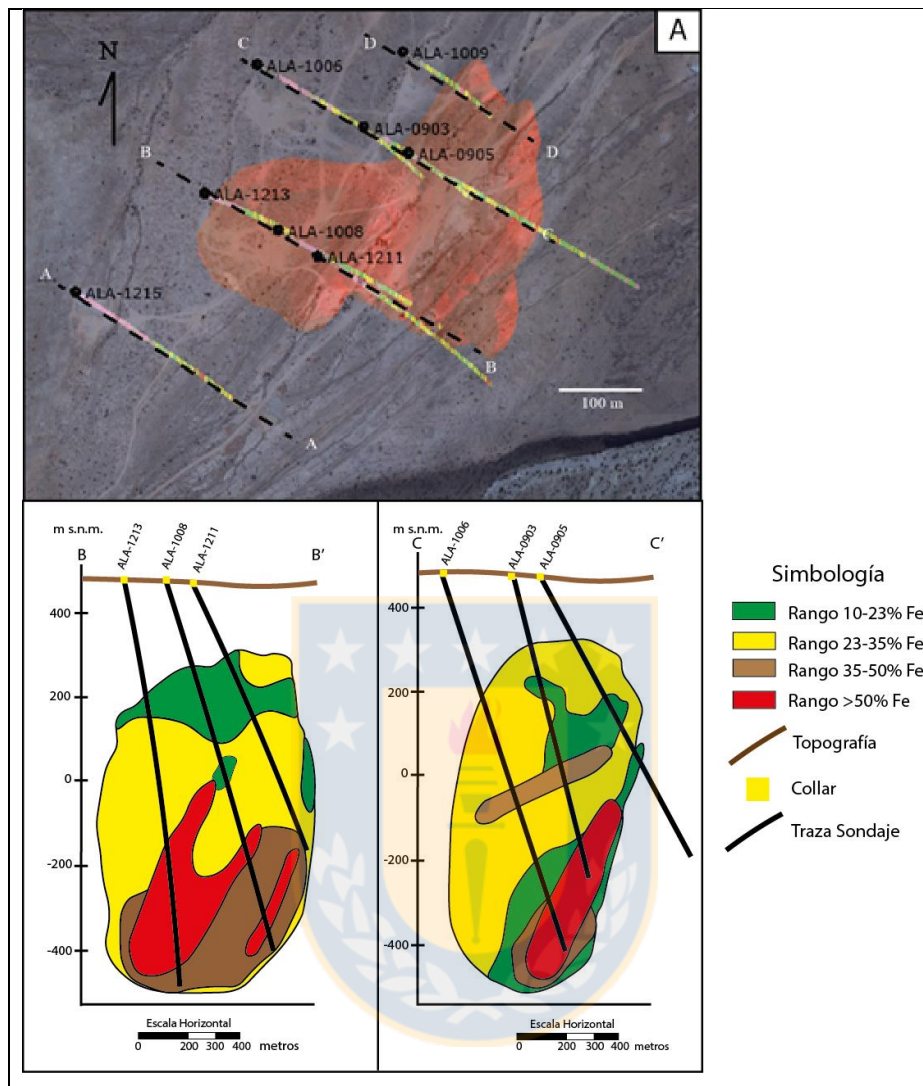 A
N
C
D
ALA-1009
ALA-1006
ALA-0903
ALA-0905
D
B
ALA-1213
ALA-1008
C
ALA-1211
A
ALA-1215
B
100 m
A
m s.n.m.
B
ALA-1213
ALA-1008
ALA-1211
B'
400
200
0
-200
-400
Escala Horizontal
0 200 300 400 metros
m s.n.m.
C
ALA-1006
ALA-0903
ALA-0905
C'
400
200
0
-200
-400
Escala Horizontal
0 200 300 400 metros
Simbología
Rango 10-23% Fe
Rango 23-35% Fe
Rango 35-50% Fe
Rango >50% Fe
Topografía
Collar
Traza Sondaje